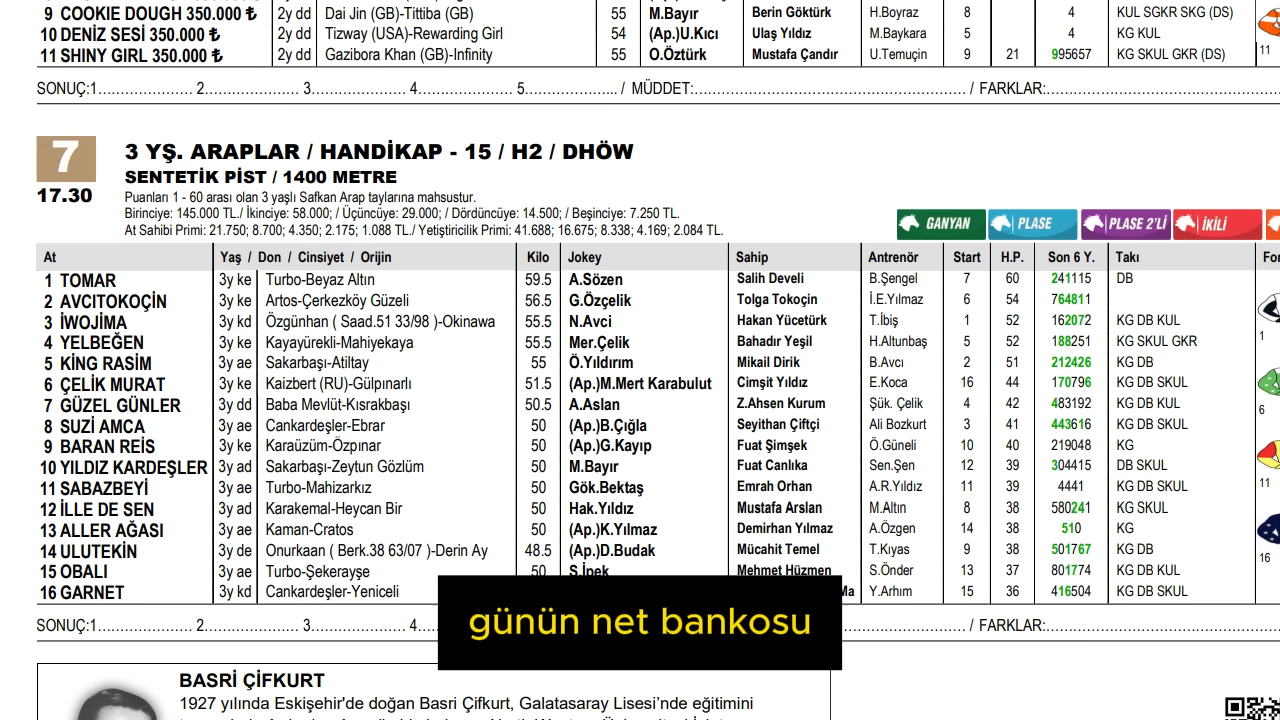 9 COOKIE DOUGH 350.000 ₺ 2y dd Dai Jin (GB)-Tittiba (GB) 55 M.Bayır Berin Göktürk H.Boyraz 8 4 KUL SGKR SKG (DS)
10 DENİZ SESİ 350.000 ₺ 2y dd Tizway (USA)-Rewarding Girl 54 (Ap.)U.Kıcı Ulaş Yıldız M.Baykara 5 4 KG KUL
11 SHINY GIRL 350.000 ₺ 2y dd Gazibora Khan (GB)-Infinity 55 O.Öztürk Mustafa Çandır U.Temuçin 9 21 995657 KG SKUL GKR (DS)
11
SONUÇ:1........................ 2........................ 3........................ 4........................ 5...................... / MÜDDET:................................................................ / FARKLAR:........................................................
7
17.30
3 YŞ. ARAPLAR / HANDİKAP - 15 / H2 / DHÖW
SENTETİK PİST / 1400 METRE
Puanları 1 - 60 arası olan 3 yaşlı Safkan Arap taylarına mahsustur.
Birinciye: 145.000 TL./ İkinciye: 58.000; / Üçüncüye: 29.000; / Dördüncüye: 14.500; / Beşinciye: 7.250 TL.
At Sahibi Primi: 21.750; 8.700; 4.350; 2.175; 1.086 TL./ Yetiştiricilik Primi: 41.688; 16.675; 8.338; 4.169; 2.084 TL.
GANYAN PLASE PLASE 2'Lİ İKİLİ
At Yaş / Don / Cinsiyet / Orijin Kilo Jokey Sahip Antrenör Start H.P. Son 6 Y. Takı
1 TOMAR 3y ke Turbo-Beyaz Altın 59.5 A.Sözen Salih Develi B.Şengel 7 60 241115 DB
2 AVCITOKOÇİN 3y ke Artos-Çerkezköy Güzeli 56.5 G.Özçelik Tolga Tokoçin İ.E.Yılmaz 6 54 764811
3 İWOJİMA 3y kd Özgünhan ( Saad.51 33/98 )-Okinawa 55.5 N.Avci Hakan Yücetürk T.İbiş 1 52 162072 KG DB KUL
1
4 YELBEĞEN 3y ke Kayayürekli-Mahiyekaya 55.5 Mer.Çelik Bahadır Yeşil H.Altunbaş 5 52 188251 KG SKUL GKR
5 KİNG RASİM 3y ae Sakarbaşı-Atiltay 55 Ö.Yıldırım Mikail Dirik B.Avcı 2 51 212426 KG DB
6 ÇELİK MURAT 3y ke Kaizbert (RU)-Gülpınarlı 51.5 (Ap.)M.Mert Karabulut Cimşit Yıldız E.Koca 16 44 170796 KG DB SKUL
7 GÜZEL GÜNLER 3y dd Baba Mevlüt-Kısrakbaşı 50.5 A.Aslan Z.Ahsen Kurum Şük. Çelik 4 42 483192 KG DB KUL
6
8 SUZİ AMCA 3y ae Cankardeşler-Ebrar 50 (Ap.)B.Çığla Seyithan Çiftçi Ali Bozkurt 3 41 443616 KG DB SKUL
9 BARAN REİS 3y ke Karaüzüm-Özpınar 50 (Ap.)G.Kayıp Fuat Şimşek Ö.Güneli 10 40 219048 KG
10 YILDIZ KARDEŞLER 3y ad Sakarbaşı-Zeytun Gözlüm 50 M.Bayır Fuat Canlıka Sen.Şen 12 39 304415 DB SKUL
11 SABAZBEYİ 3y ae Turbo-Mahizarkız 50 Gök.Bektaş Emrah Orhan A.R.Yıldız 11 39 4441 KG DB SKUL
11
12 İLLE DE SEN 3y ad Karakemal-Heycan Bir 50 Hak.Yıldız Mustafa Arslan M.Altın 8 38 580241 KG SKUL
13 ALLER AĞASI 3y ae Kaman-Cratos 50 (Ap.)K.Yılmaz Demirhan Yılmaz A.Özgen 14 38 510 KG
14 ULUTEKİN 3y de Onurkaan ( Berk.38 63/07 )-Derin Ay 48.5 (Ap.)D.Budak Mücahit Temel T.Kıyas 9 38 501767 KG DB
16
15 OBALI 3y ae Turbo-Şekerayşe 50 S.İpek Mehmet Hüzmen S.Önder 13 37 801774 KG DB KUL
16 GARNET 3y kd Cankardeşler-Yeniceli Y.Arhım 15 36 416504 KG DB SKUL
SONUÇ:1........................ 2........................ 3........................ 4.... / FARKLAR:........................................................
günün net bankosu
BASRİ ÇİFKURT
1927 yılında Eskişehir'de doğan Basri Çifkurt, Galatasaray Lisesi'nde eğitimini